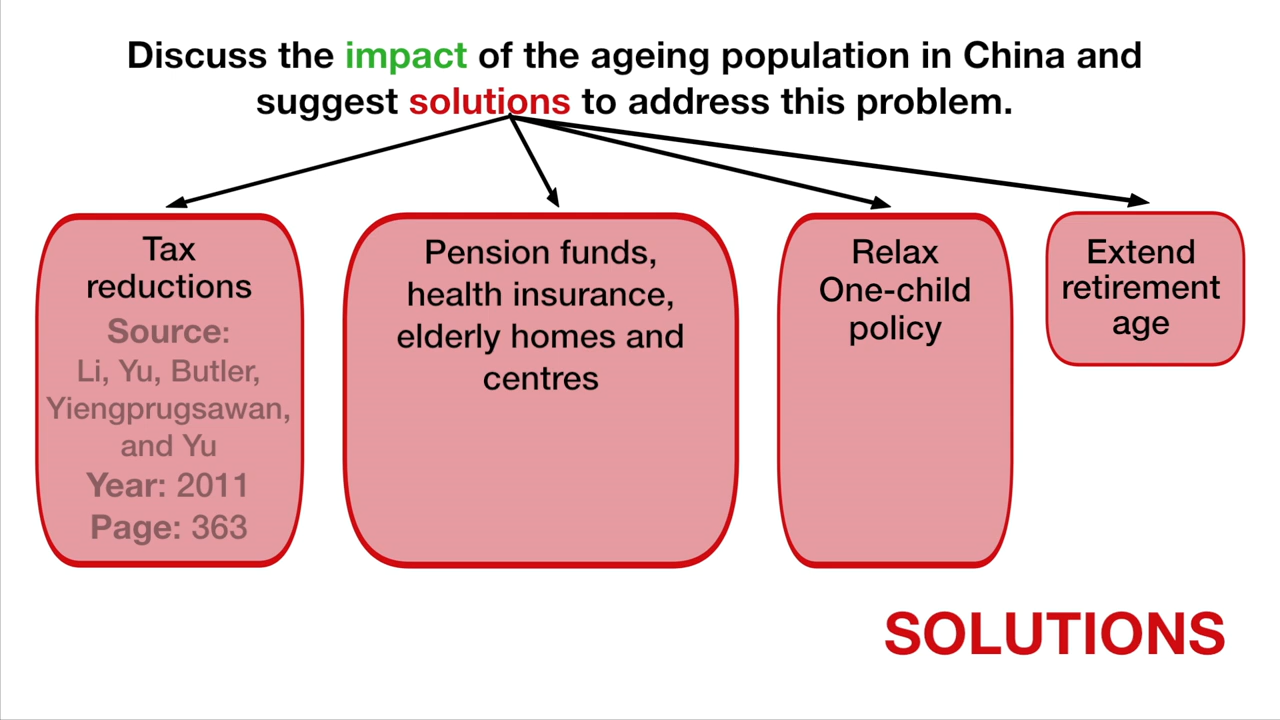 Discuss the impact of the ageing population in China and
suggest solutions to address this problem.
Tax
reductions
Source:
Li, Yu, Butler,
Yiengprugsawan,
and Yu
Year: 2011
Page: 363
Pension funds,
health insurance,
elderly homes and
centres
Relax
One-child
policy
Extend
retirement
age
SOLUTIONS